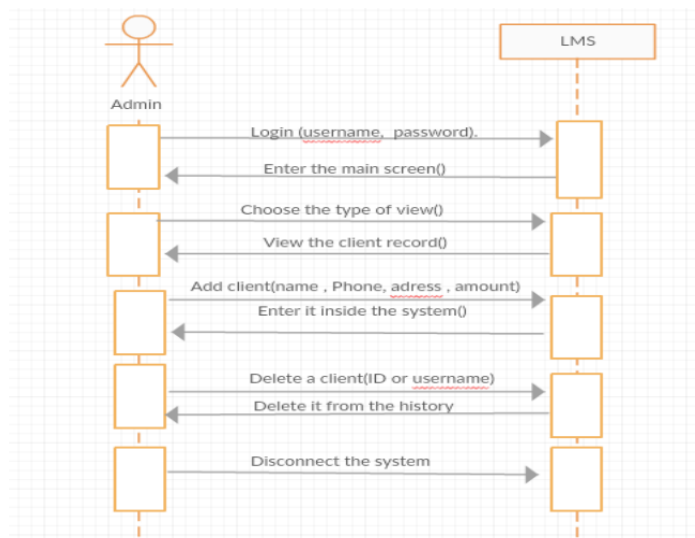 LMS
Admin
Login (username, password).
Enter the main screen()
Choose the type of view()
View the client record()
Add client(name , Phone, adress , amount)
Enter it inside the system()
Delete a client(ID or username)
Delete it from the history
Disconnect the system